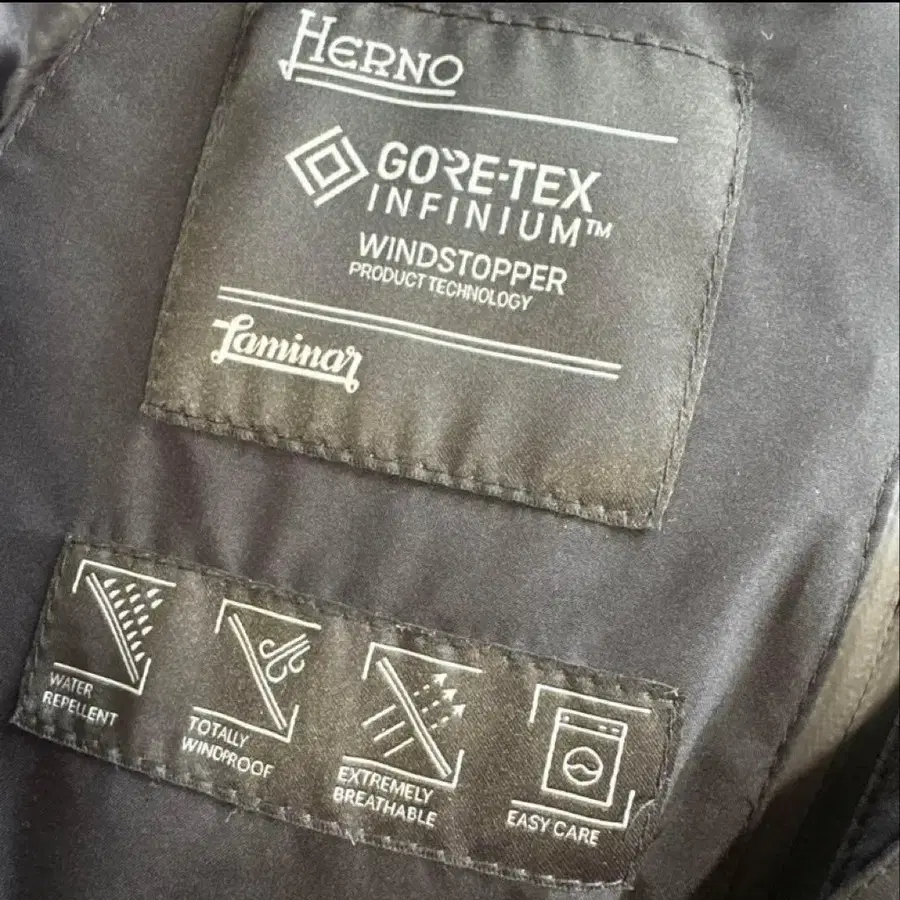 HERNO
GORE-TEX
INFINIUM™
WINDSTOPPER
PRODUCT TECHNOLOGY
Laminar
WATER
REPELLENT
TOTALLY
WINDPROOF
EXTREMELY
BREATHABLE
EASY CARE